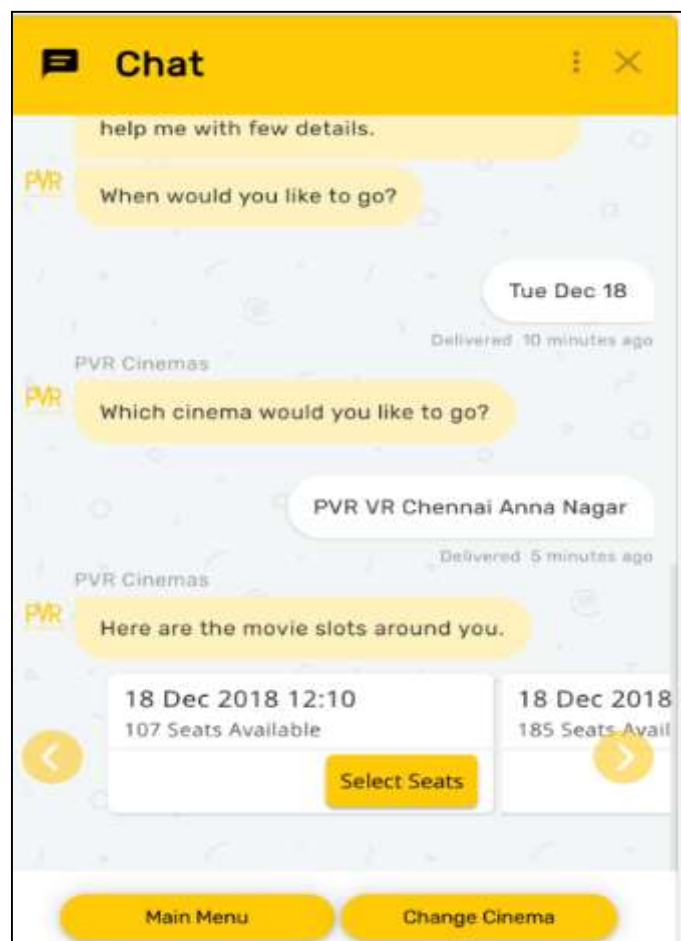 Chat
help me with few details.
PVR
When would you like to go?
Tue Dec 18
Delivered 10 minutes ago
PVR Cinemas
PVR
Which cinema would you like to go?
PVR VR Chennai Anna Nagar
Delivered 5 minutes ago
PVR Cinemas
PVR
Here are the movie slots around you.
18 Dec 2018 12:10
107 Seats Available
Select Seats
18 Dec 2018
185 Seats Avail
Main Menu
Change Cinema